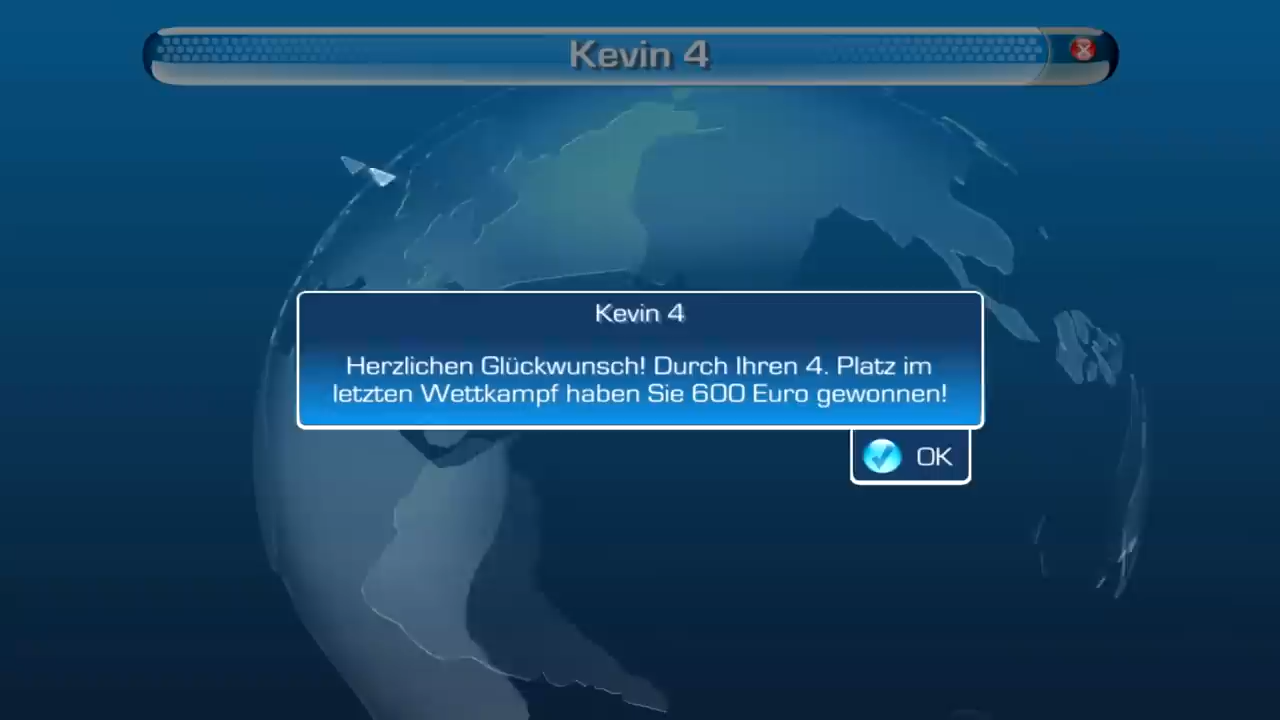 Kevin 4
Kevin 4
Herzlichen Glückwunsch! Durch Ihren 4. Platz im
letzten Wettkampf haben Sie 600 Euro gewonnen!
OK